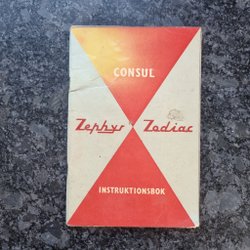 CONSUL
Zephyr Zodiac
INSTRUKTIONSBOK